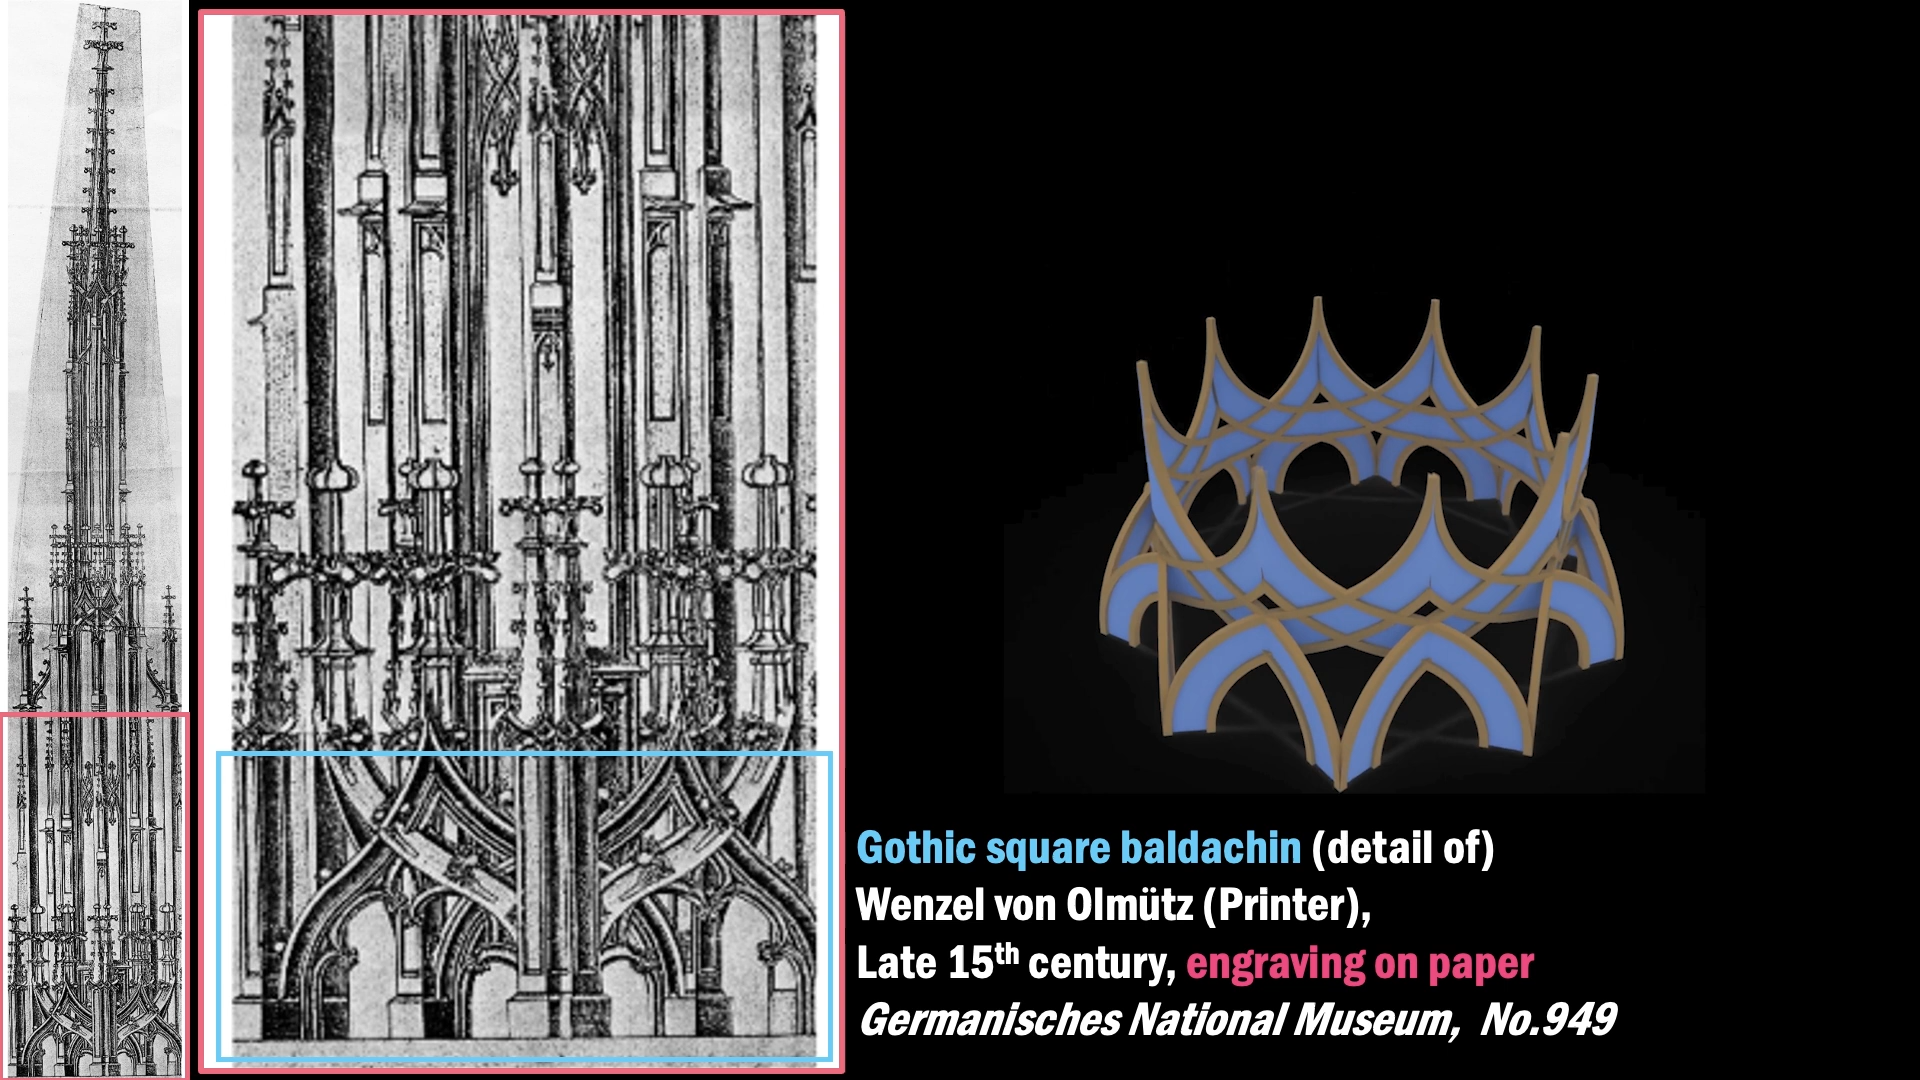 Gothic square baldachin (detail of)
Wenzel von Olmütz (Printer),
Late 15th century, engraving on paper
Germanisches National Museum, No.949